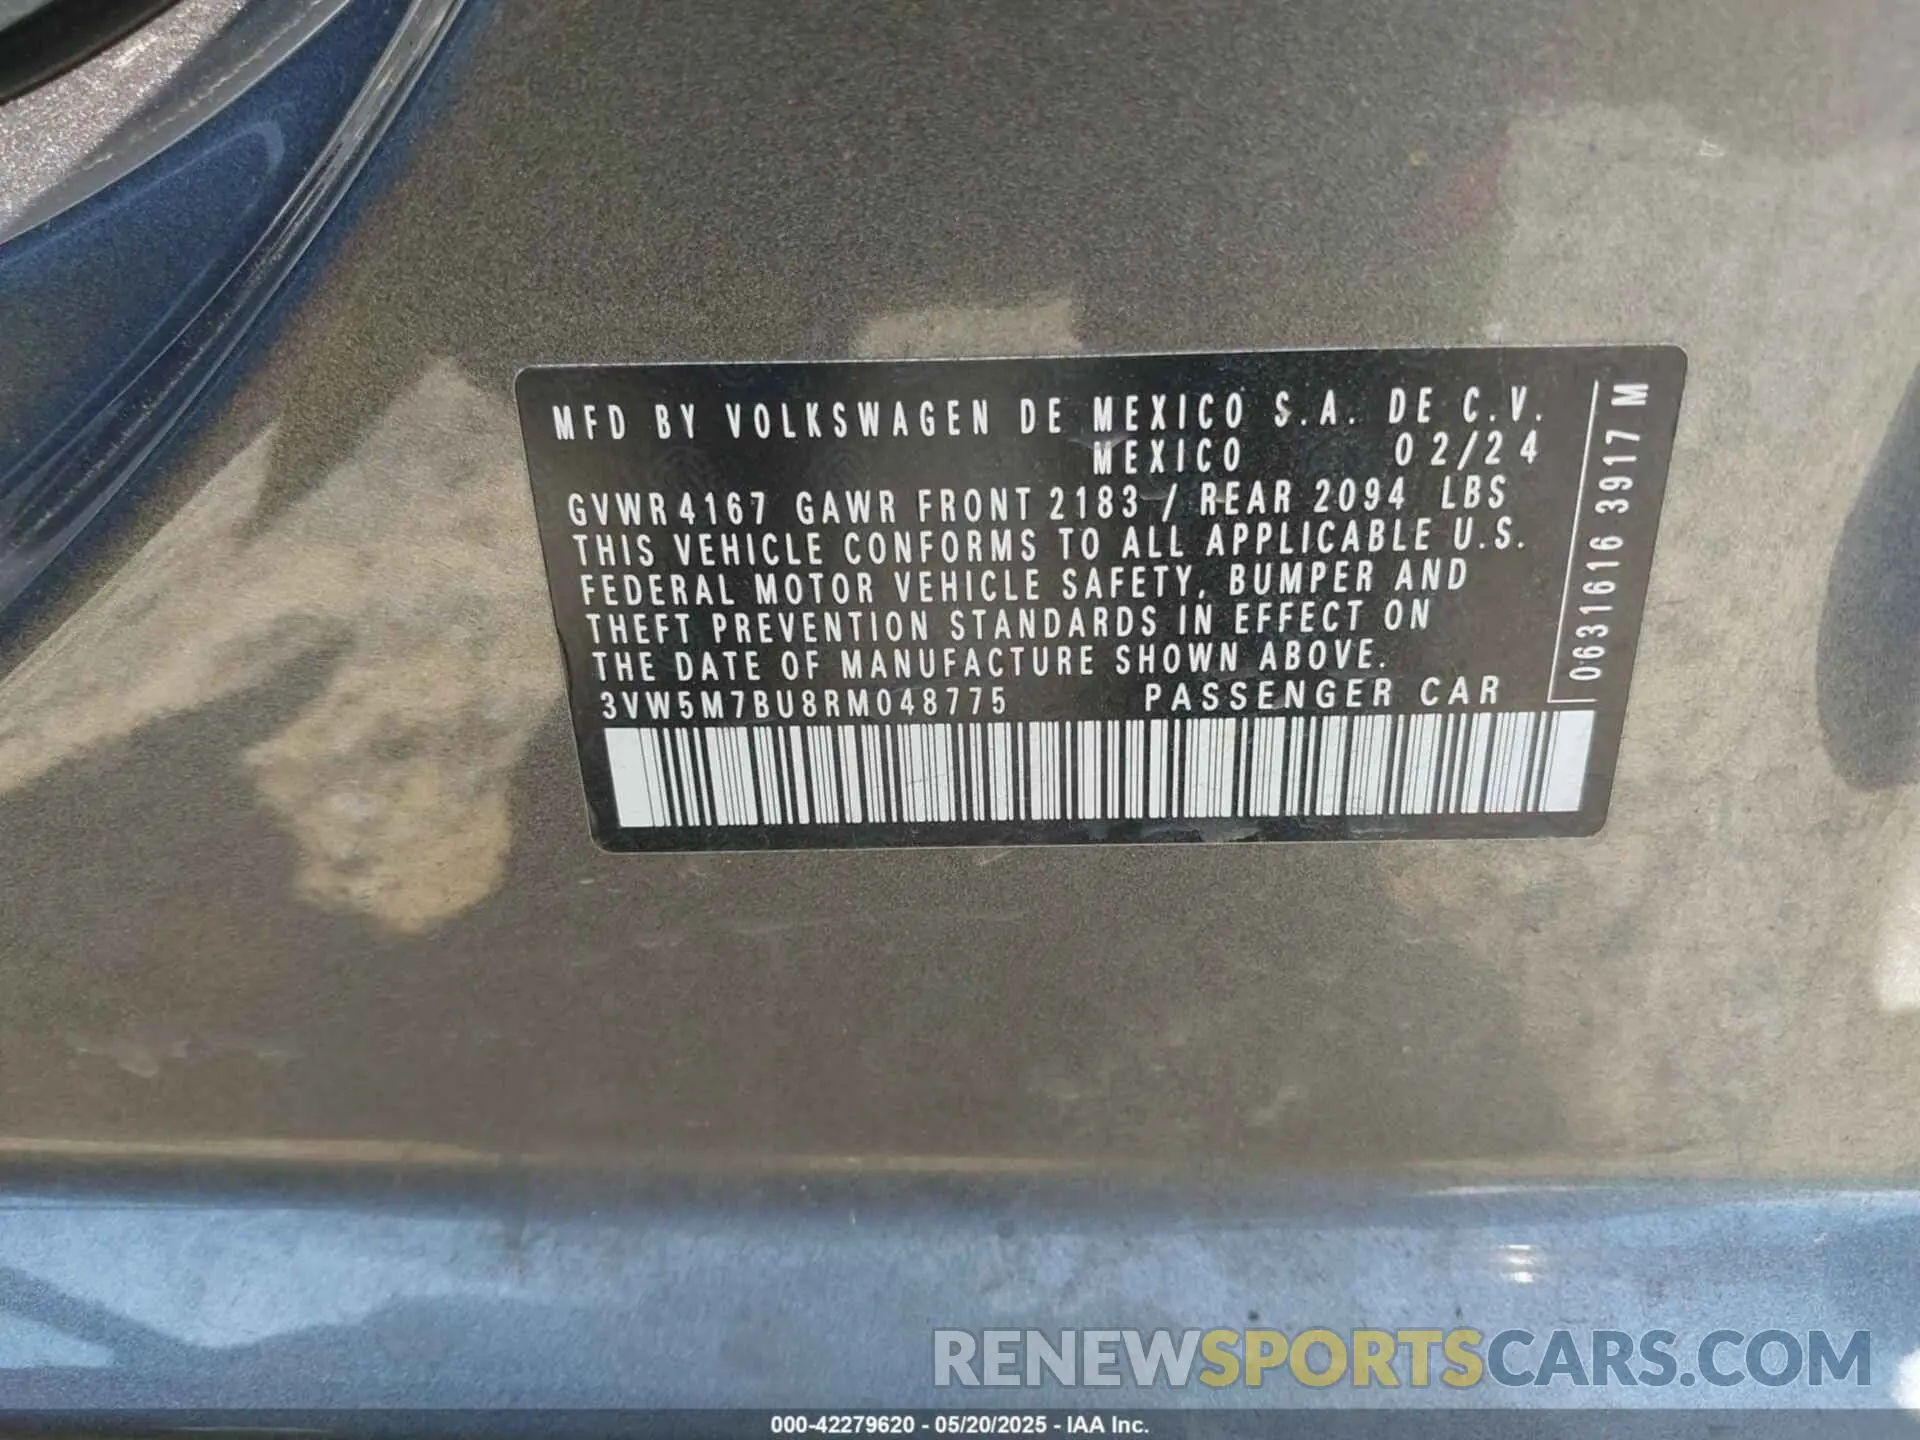 MFD BY VOLKSWAGEN DE MEXICO S.A. DE C.V.
MEXICO 02/24
GVWR 4167 GAWR FRONT 2183 / REAR 2094 LBS
THIS VEHICLE CONFORMS TO ALL APPLICABLE U.S.
FEDERAL MOTOR VEHICLE SAFETY, BUMPER AND
THEFT PREVENTION STANDARDS IN EFFECT ON
THE DATE OF MANUFACTURE SHOWN ABOVE.
3VW5M7BU8RM048775 PASSENGER CAR
0631616 3917 M
RENEWSPORTSCARS.COM
000-42279620 - 05/20/2025 - IAA Inc.